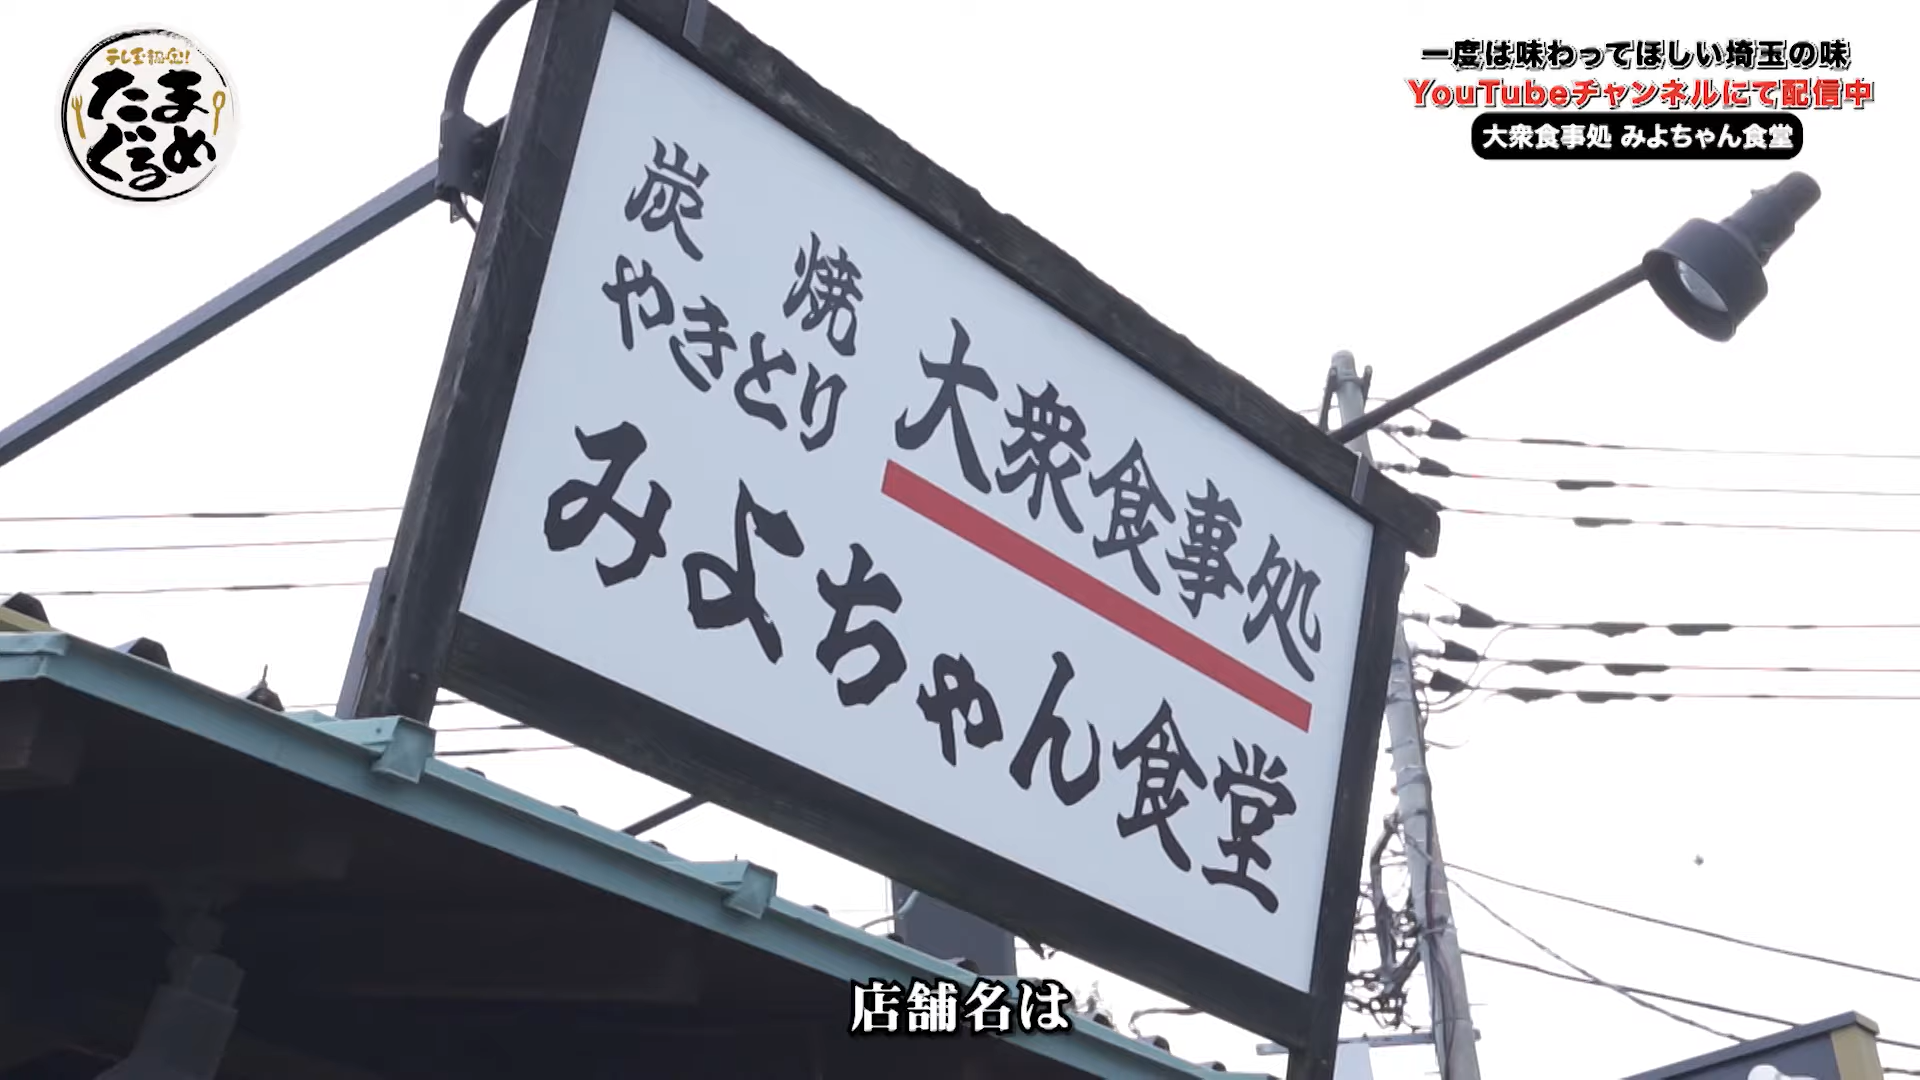 テレ玉認定!
たまぐるめ
一度は味わってほしい埼玉の味
YouTubeチャンネルにて配信中
大衆食事処 みよちゃん食堂
炭焼
やきとり
大衆食事処
みよちゃん食堂
店舗名は